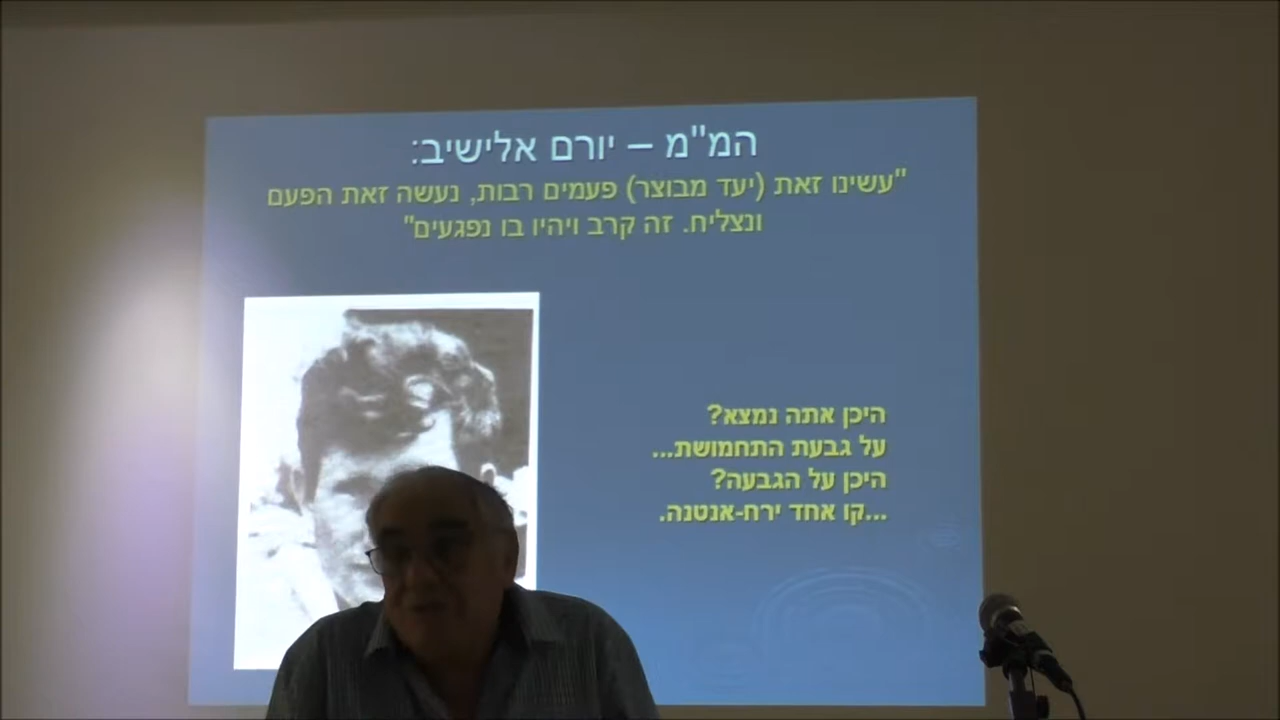 המ"מ – יורם אלישיב:
"עשינו זאת (יעד מבוצר) פעמים רבות, נעשה זאת הפעם
ונצליח. זה קרב ויהיו בו נפגעים"
היכן אתה נמצא?
על גבעת התחמושת...
היכן על הגבעה?
...קו אחד ירח-אנטנה.